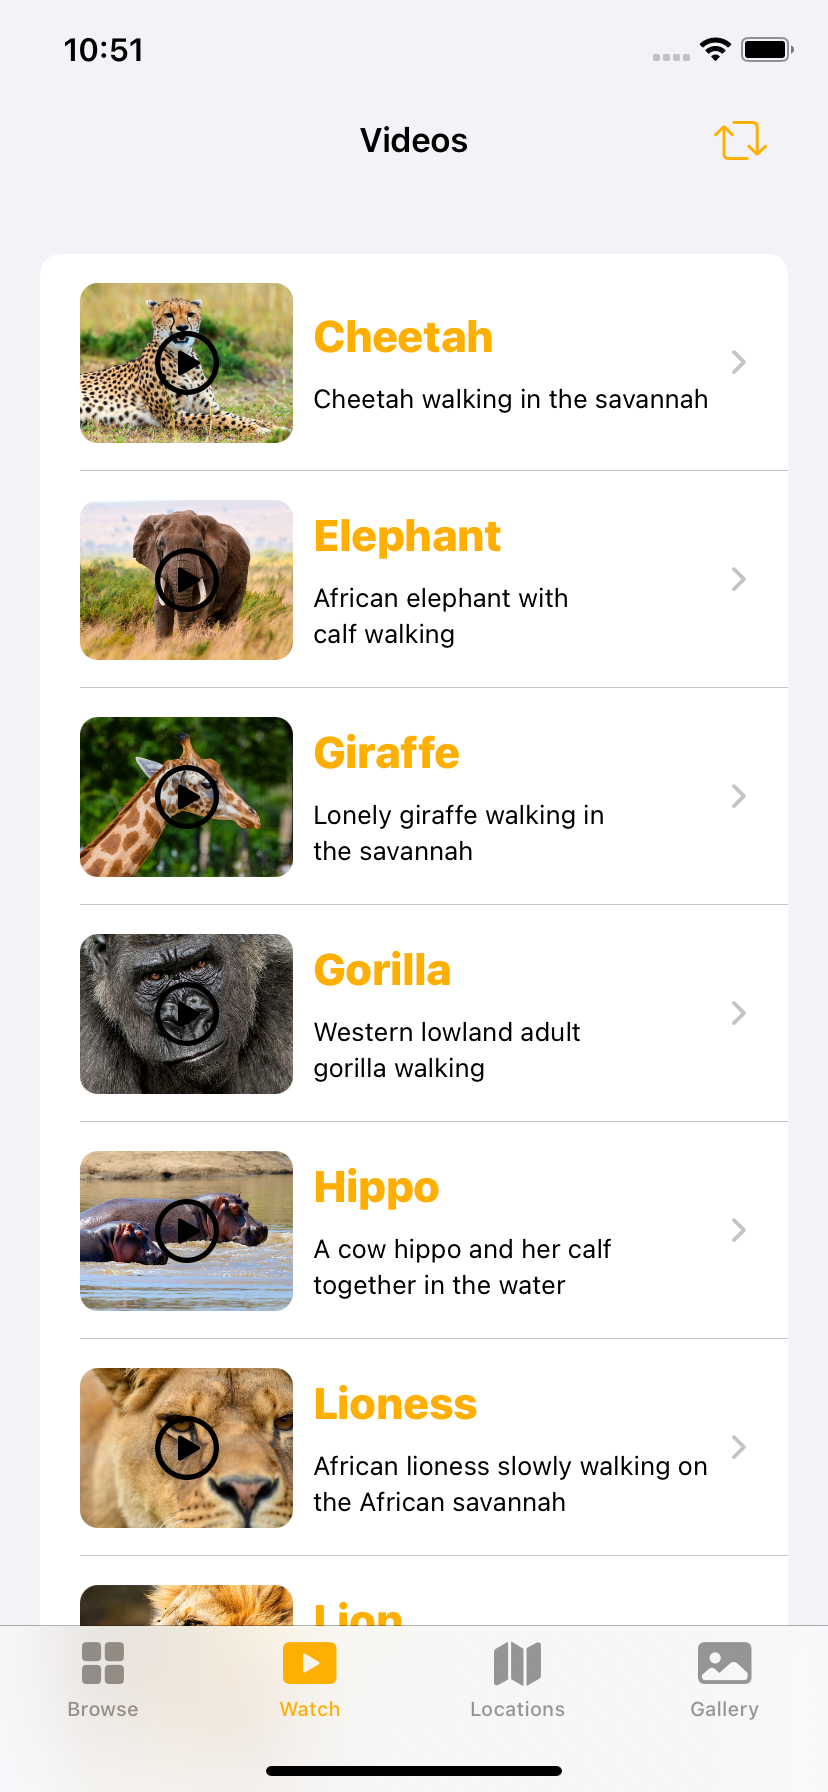 10:51
Videos
Cheetah
Cheetah walking in the savannah
Elephant
African elephant with
calf walking
Giraffe
Lonely giraffe walking in
the savannah
Gorilla
Western lowland adult
gorilla walking
Hippo
A cow hippo and her calf
together in the water
Lioness
African lioness slowly walking on
the African savannah
Lion
Browse
Watch
Locations
Gallery